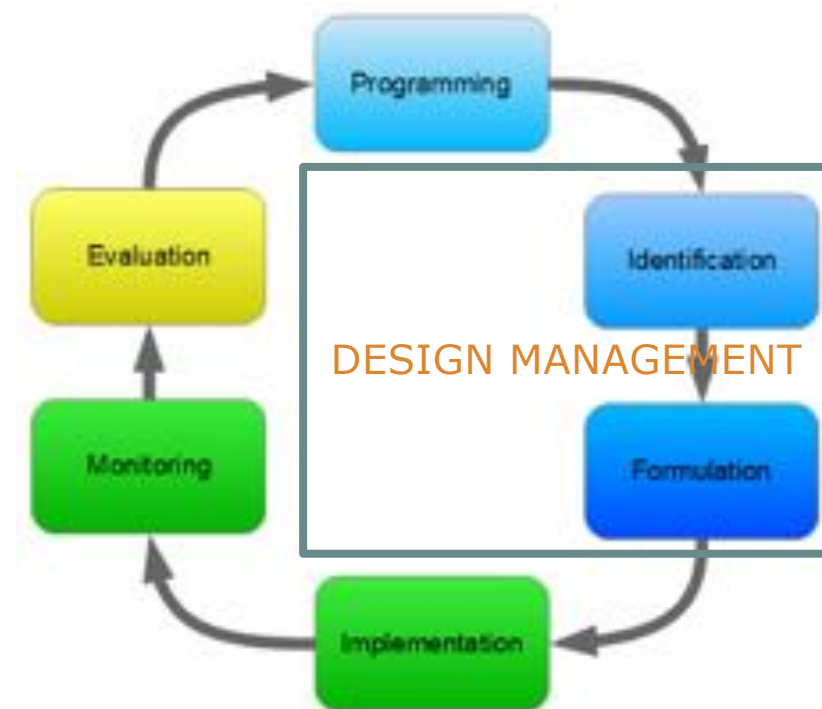 Programming
Evaluation
Identification
DESIGN MANAGEMENT
Monitoring
Formulation
Implementation